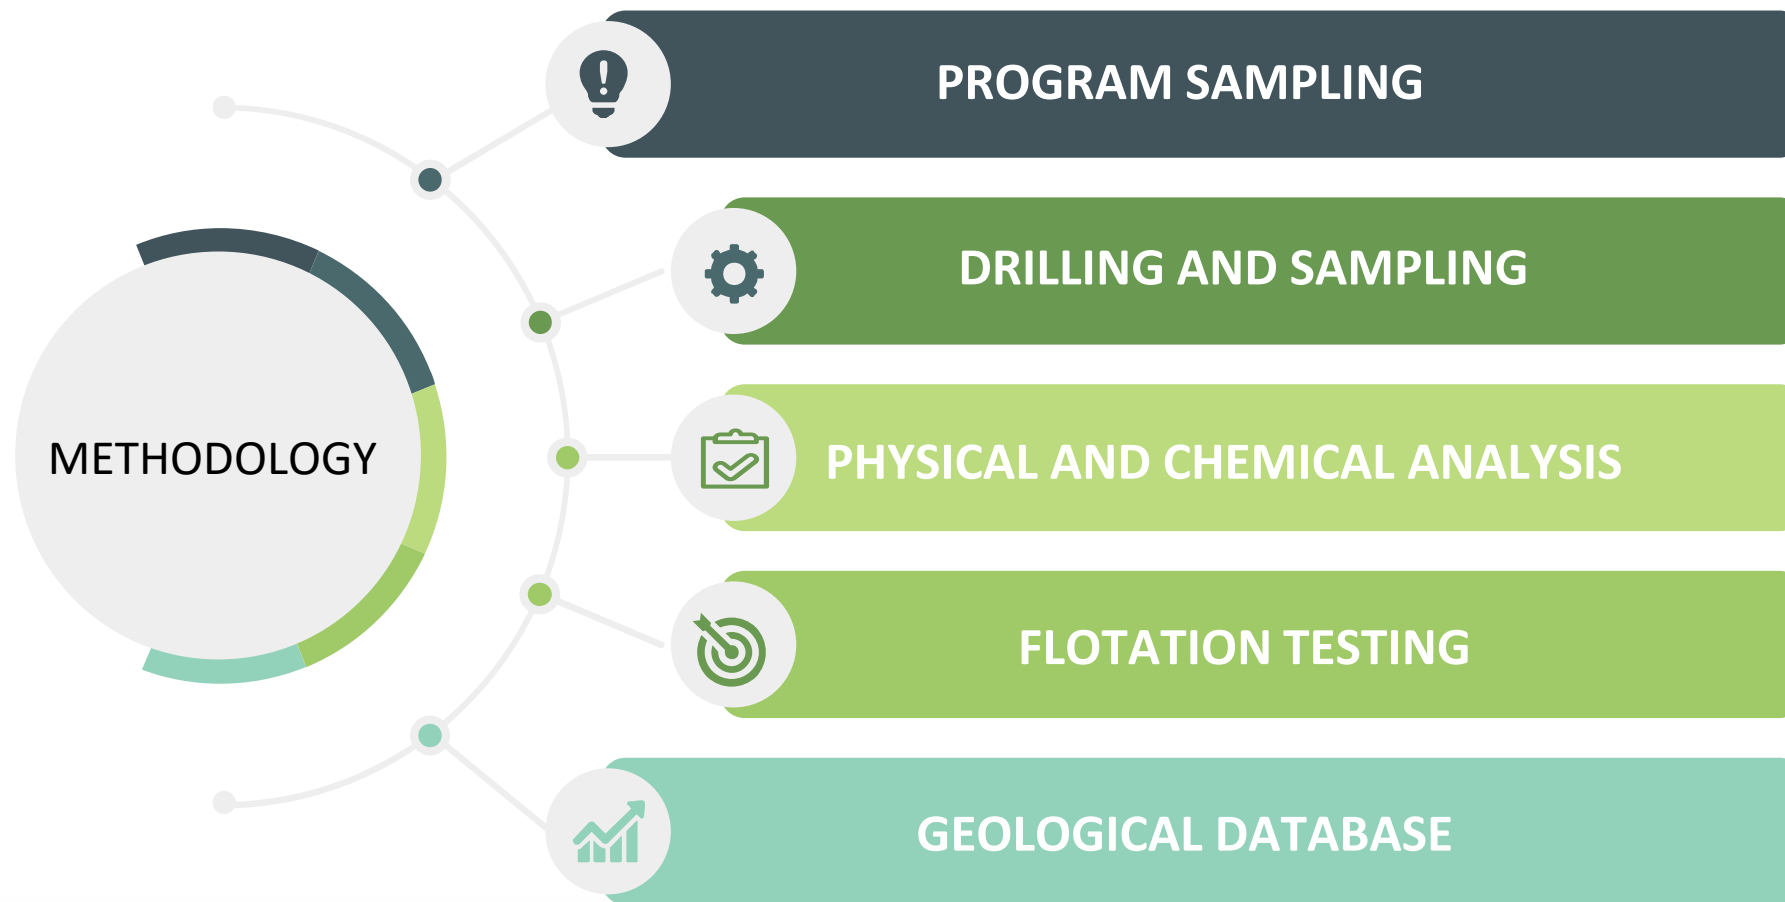 PROGRAM SAMPLING
DRILLING AND SAMPLING
METHODOLOGY
PHYSICAL AND CHEMICAL ANALYSIS
FLOTATION TESTING
GEOLOGICAL DATABASE